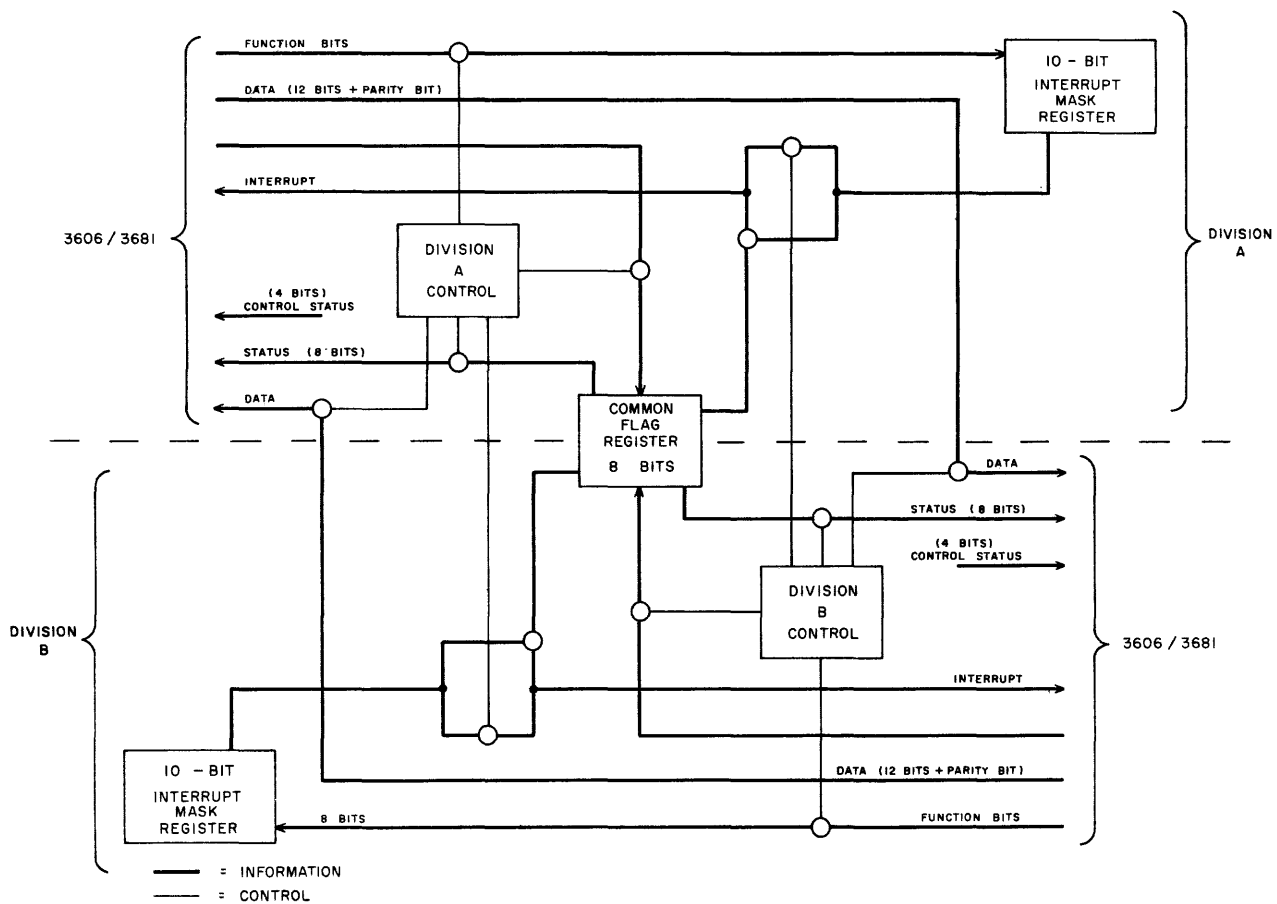 FUNCTION BITS
10 - BIT
INTERRUPT
MASK
REGISTER
DATA (12 BITS + PARITY BIT)
INTERRUPT
3606 / 3681
DIVISION
A
CONTROL
DIVISION
A
(4 BITS)
CONTROL STATUS
STATUS (8 BITS)
DATA
COMMON
FLAG
REGISTER
8 BITS
DATA
STATUS (8 BITS)
(4 BITS)
CONTROL STATUS
DIVISION
B
CONTROL
DIVISION
B
3606 / 3681
INTERRUPT
10 - BIT
INTERRUPT
MASK
REGISTER
DATA (12 BITS + PARITY BIT)
8 BITS
FUNCTION BITS
= INFORMATION
= CONTROL